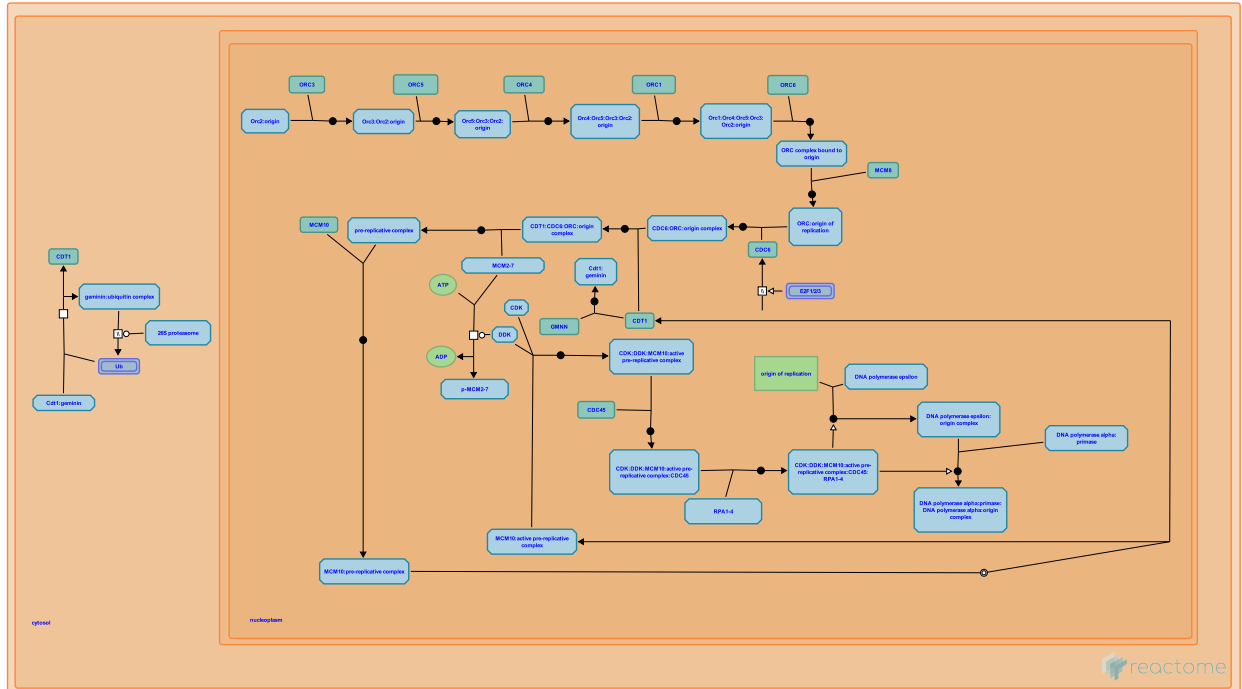 ORC3
ORC5
ORC4
ORC1
ORC6
Orc2:origin
Orc3:Orc2:origin
Orc5:Orc3:Orc2:
origin
Orc4:Orc5:Orc3:Orc2:
origin
Orc1:Orc4:Orc5:Orc3:
Orc2:origin
ORC complex bound to
origin
MCM8
MCM10
pre-replicative complex
CDT1:CDC6:ORC:origin
complex
CDC6:ORC:origin complex
ORC:origin of
replication
CDC6
CDT1
MCM2-7
Cdt1:
geminin
ATP
E2F1/2/3
geminin:ubiquitin complex
CDK
GMNN
CDT1
26S proteasome
DDK
Ub
ADP
CDK:DDK:MCM10:active
pre-replicative complex
origin of replication
DNA polymerase epsilon
p-MCM2-7
Cdt1:geminin
CDC45
DNA polymerase epsilon:
origin complex
DNA polymerase alpha:
primase
CDK:DDK:MCM10:active pre-
replicative complex:CDC45
CDK:DDK:MCM10:active pre-
replicative complex:CDC45:
RPA1-4
RPA1-4
DNA polymerase alpha:primase:
DNA polymerase alpha:origin
complex
MCM10:active pre-replicative
complex
MCM10:pre-replicative complex
cytosol
nucleoplasm
reactome